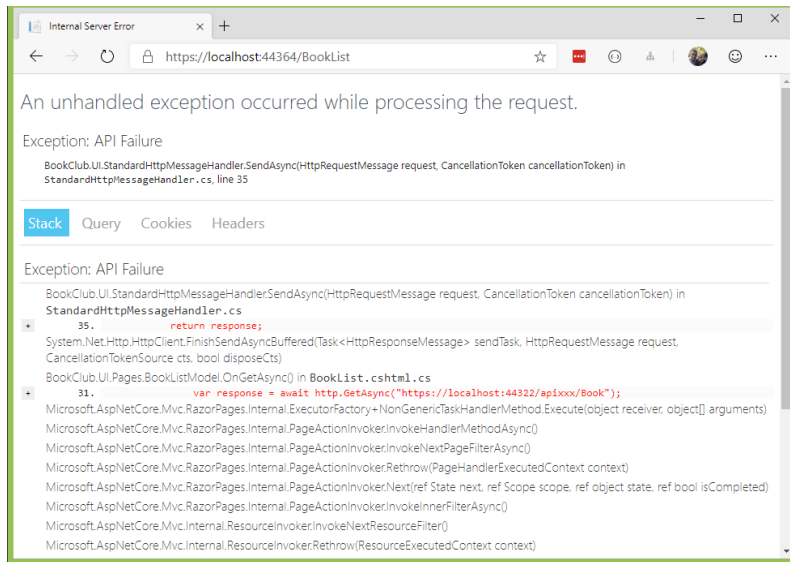 Internal Server Error
https://localhost:44364/BookList
An unhandled exception occurred while processing the request.
Exception: API Failure
BookClub.UI.StandardHttpMessageHandler.SendAsync(HttpRequestMessage request, CancellationToken cancellationToken) in
StandardHttpMessageHandler.cs, line 35
Stack Query Cookies Headers
Exception: API Failure
BookClub.UI.StandardHttpMessageHandler.SendAsync(HttpRequestMessage request, CancellationToken cancellationToken) in
StandardHttpMessageHandler.cs
+ 35. return response;
System.Net.Http.HttpClient.FinishSendAsyncBuffered(Task<HttpResponseMessage> sendTask, HttpRequestMessage request,
CancellationTokenSource cts, bool disposeCts)
BookClub.UI.Pages.BookListModel.OnGetAsync() in BookList.cshtml.cs
+ 31. var response = await http.GetAsync("https://localhost:44322/apixxx/Book");
Microsoft.AspNetCore.Mvc.RazorPages.Internal.ExecutorFactory+NonGenericTaskHandlerMethod.Execute(object receiver, object[] arguments)
Microsoft.AspNetCore.Mvc.RazorPages.Internal.PageActionInvoker.InvokeHandlerMethodAsync()
Microsoft.AspNetCore.Mvc.RazorPages.Internal.PageActionInvoker.InvokeNextPageFilterAsync()
Microsoft.AspNetCore.Mvc.RazorPages.Internal.PageActionInvoker.Rethrow(PageHandlerExecutedContext context)
Microsoft.AspNetCore.Mvc.RazorPages.Internal.PageActionInvoker.Next(ref State next, ref Scope scope, ref object state, ref bool isCompleted)
Microsoft.AspNetCore.Mvc.RazorPages.Internal.PageActionInvoker.InvokeInnerFilterAsync()
Microsoft.AspNetCore.Mvc.Internal.ResourceInvoker.InvokeNextResourceFilter()
Microsoft.AspNetCore.Mvc.Internal.ResourceInvoker.Rethrow(ResourceExecutedContext context)